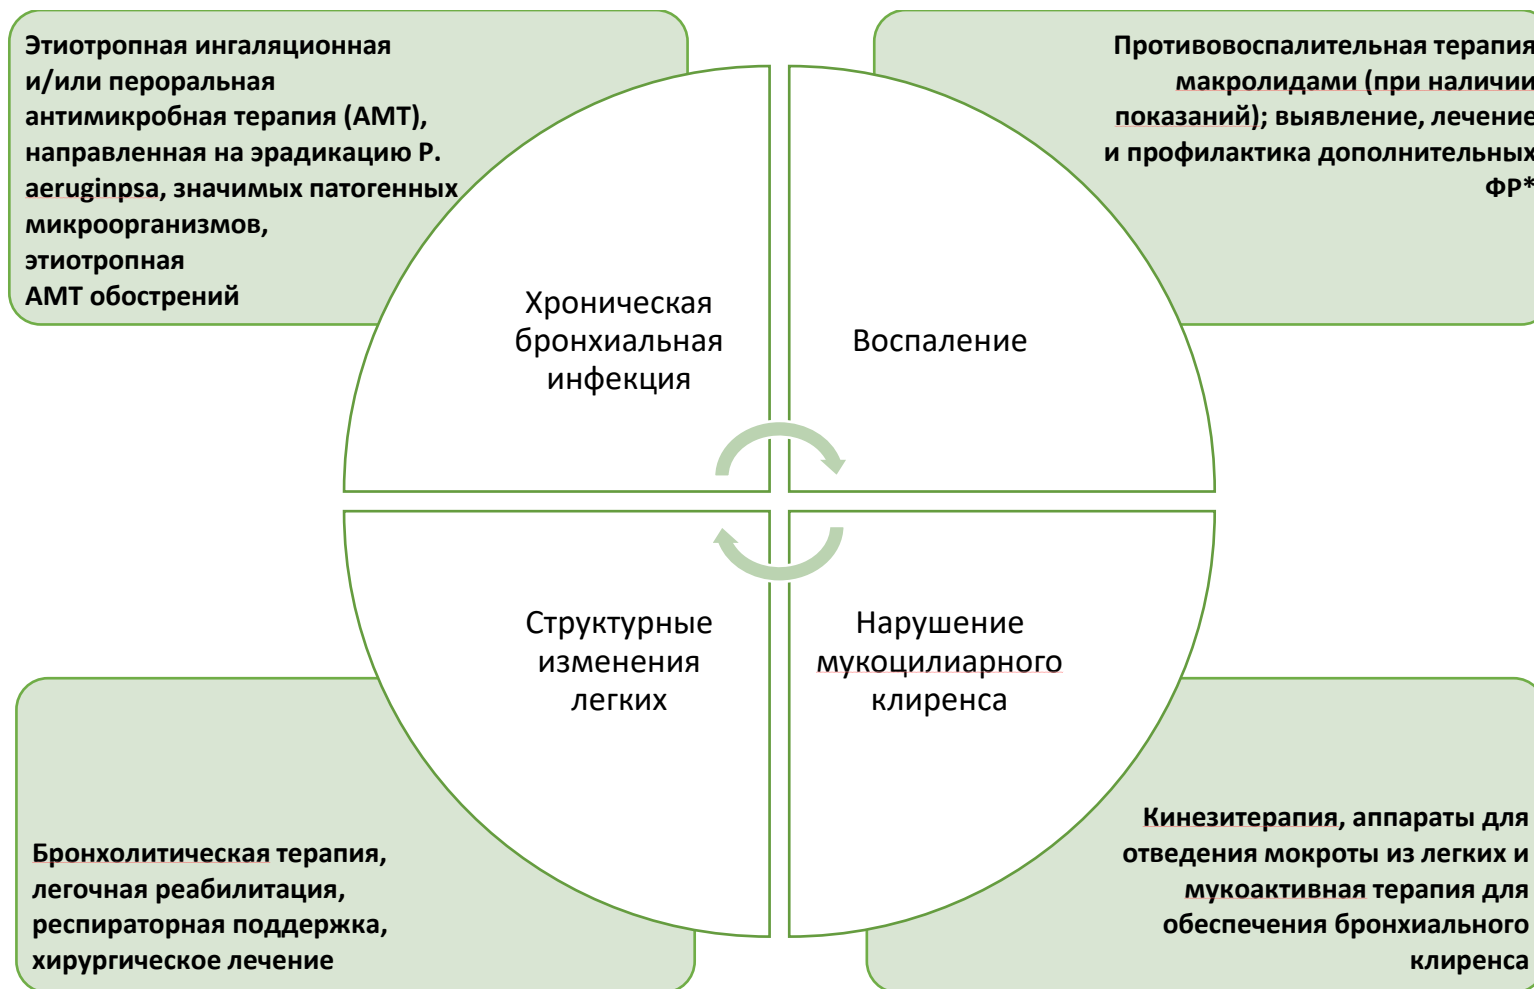 Этиотропная ингаляционная
и/или пероральная
антимикробная терапия (АМТ),
направленная на эрадикацию P.
aeruginpsa, значимых патогенных
микроорганизмов,
этиотропная
АМТ обострений
Противовоспалительная терапия
макролидами (при наличии
показаний); выявление, лечение
и профилактика дополнительных
ФР*
Хроническая
бронхиальная
инфекция
Воспаление
Структурные
изменения
легких
Нарушение
мукоцилиарного
клиренса
Бронхолитическая терапия,
легочная реабилитация,
респираторная поддержка,
хирургическое лечение
Кинезитерапия, аппараты для
отведения мокроты из легких и
мукоактивная терапия для
обеспечения бронхиального
клиренса